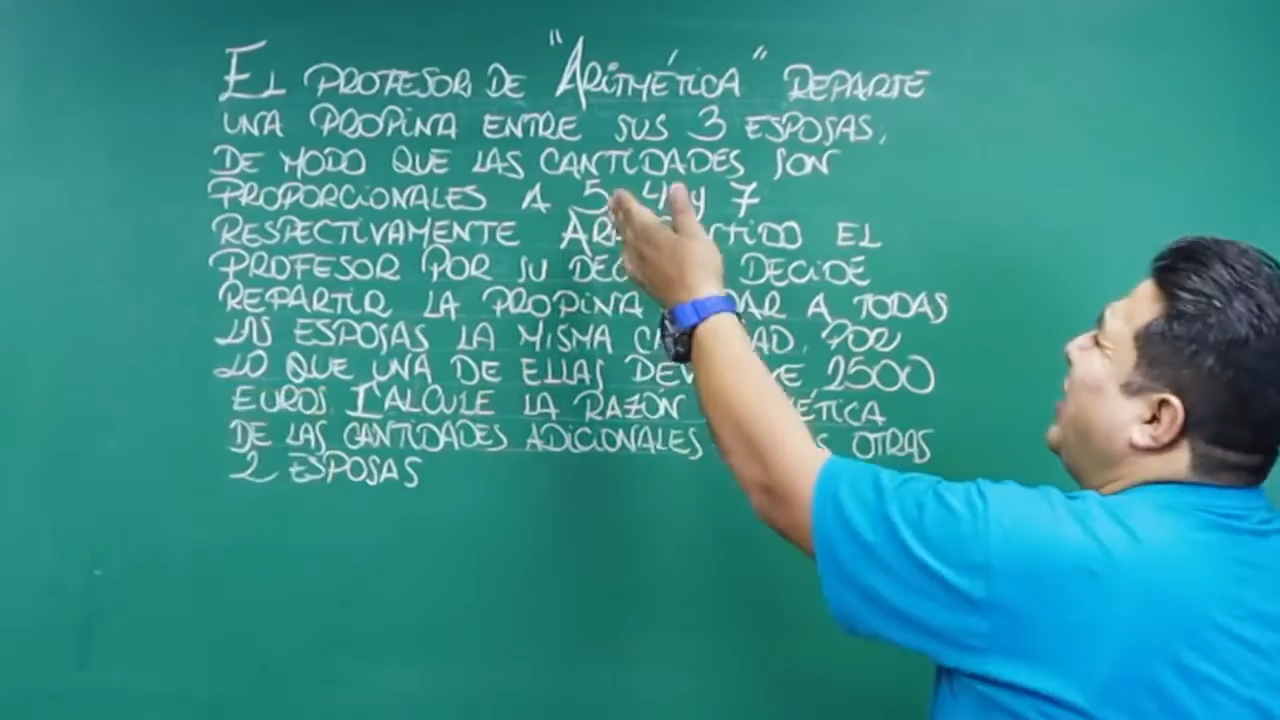 EL PROFESOR DE "ARITMÉTICA" REPARTE
UNA PROPINA ENTRE SUS 3 ESPOSAS,
DE MODO QUE LAS CANTIDADES SON
PROPORCIONALES A 5 4 y 7
RESPECTIVAMENTE EL
PROFESOR POR SU DECIDE
REPARTIR LA PROPINA A TODAS
LAS ESPOSAS LA MISMA POR
LO QUE UNA DE ELLAS 2500
EUROS CALCULE LA RAZON
DE LAS CANTIDADES ADICIONALES OTRAS
2 ESPOSAS